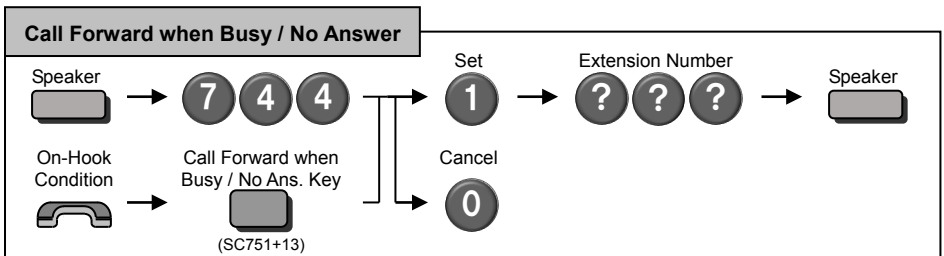 Call Forward when Busy / No Answer
Speaker
7 4 4
Set
1
Extension Number
? ? ?
Speaker
On-Hook
Condition
Call Forward when
Busy / No Ans. Key
(SC751+13)
Cancel
0